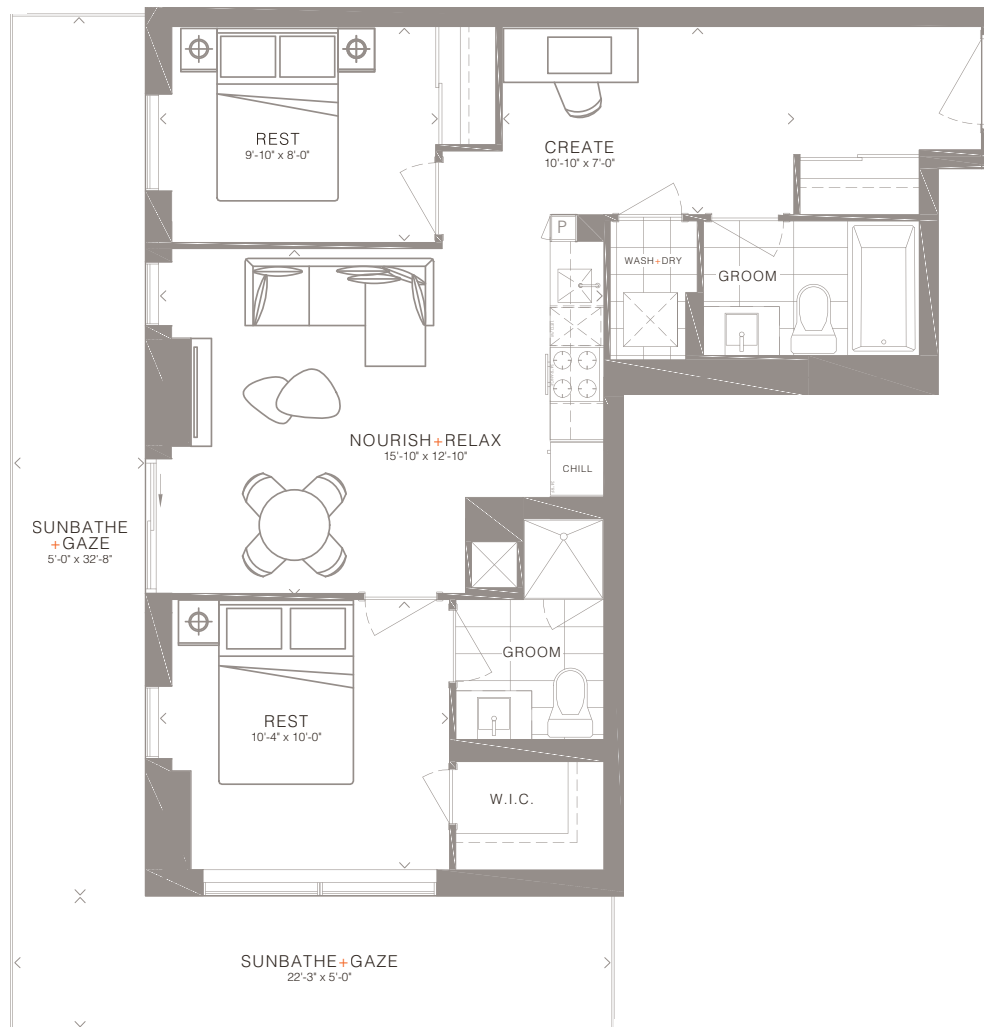 REST
9'-10" x 8'-0"
CREATE
10'-10" x 7'-0"
P
WASH+DRY
GROOM
NOURISH+RELAX
15'-10" x 12'-10"
CHILL
SUNBATHE
+GAZE
5'-0" x 32'-8"
GROOM
REST
10'-4" x 10'-0"
W.I.C.
SUNBATHE+GAZE
22'-3" x 5'-0"